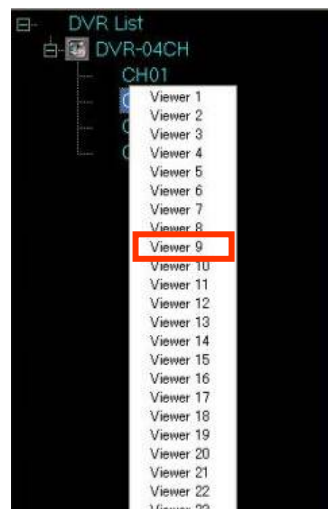 DVR List
DVR-04CH
CH01
Viewer 1
Viewer 2
Viewer 3
Viewer 4
Viewer 5
Viewer 6
Viewer 7
Viewer 8
Viewer 9
Viewer 10
Viewer 11
Viewer 12
Viewer 13
Viewer 14
Viewer 15
Viewer 16
Viewer 17
Viewer 18
Viewer 19
Viewer 20
Viewer 21
Viewer 22